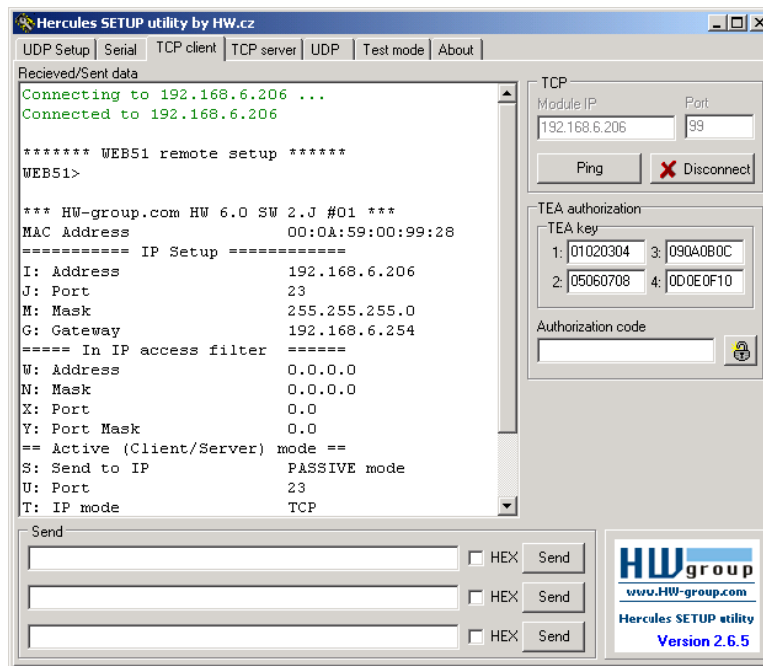 Hercules SETUP utility by HW.cz
UDP Setup Serial TCP client TCP server UDP Test mode About
Recieved/Sent data
Connecting to 192.168.6.206 ...
Connected to 192.168.6.206
******* WEB51 remote setup ******
WEB51>
*** HW-group.com HW 6.0 SW 2.J #01 ***
MAC Address 00:0A:59:00:99:28
=========== IP Setup ============
I: Address 192.168.6.206
J: Port 23
M: Mask 255.255.255.0
G: Gateway 192.168.6.254
===== In IP access filter ======
W: Address 0.0.0.0
N: Mask 0.0.0.0
X: Port 0.0
Y: Port Mask 0.0
== Active (Client/Server) mode ==
S: Send to IP PASSIVE mode
U: Port 23
T: IP mode TCP
TCP
Module IP Port
192.168.6.206 99
Ping Disconnect
TEA authorization
TEA key
1: 01020304 3: 090A0B0C
2: 05060708 4: 0D0E0F10
Authorization code
Send
HEX Send
HEX Send
HEX Send
HWgroup
www.HW-group.com
Hercules SETUP utility
Version 2.6.5